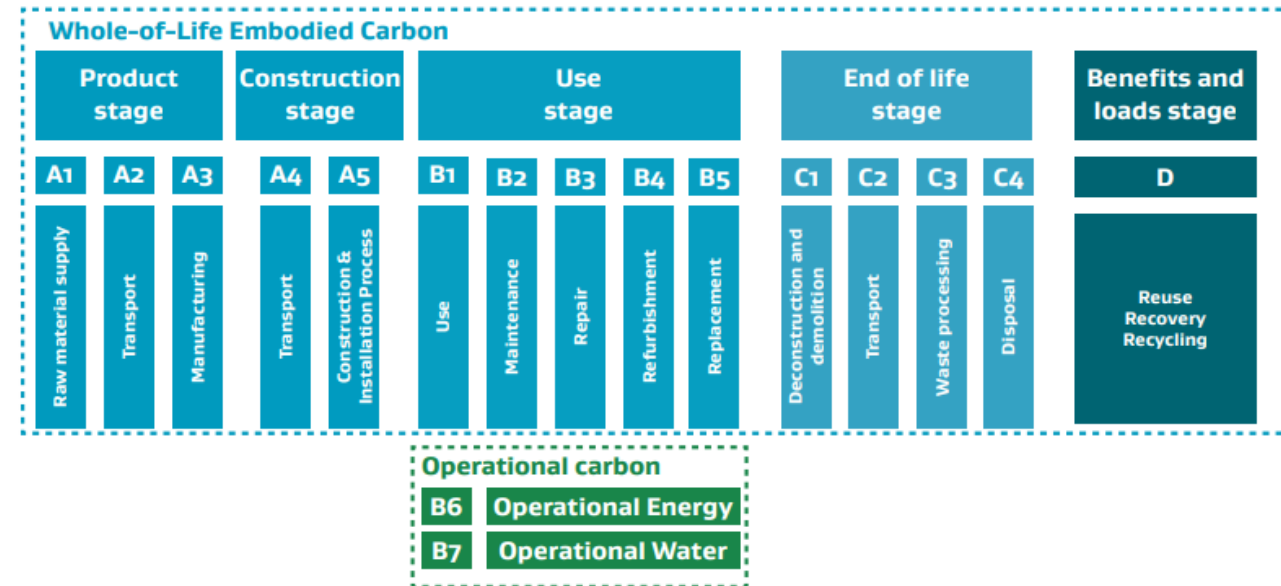 Whole-of-Life Embodied Carbon
Product
stage
Construction
stage
Use
stage
End of life
stage
Benefits and
loads stage
A1
A2
A3
A4
A5
B1
B2
B3
B4
B5
C1
C2
C3
C4
D
Raw material supply
Transport
Manufacturing
Transport
Construction &
Installation Process
Use
Maintenance
Repair
Refurbishment
Replacement
Deconstruction and
demolition
Transport
Waste processing
Disposal
Reuse
Recovery
Recycling
Operational carbon
B6
Operational Energy
B7
Operational Water